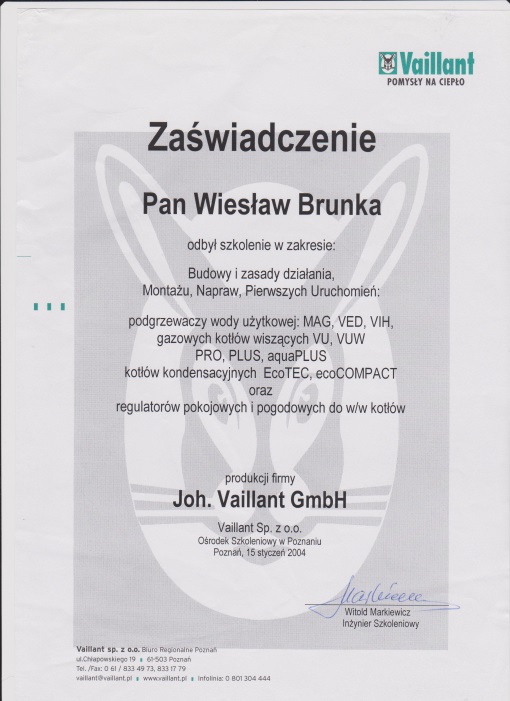 Vaillant
POMYSŁY NA CIEPŁO
Zaświadczenie
Pan Wiesław Brunka
odbył szkolenie w zakresie:
Budowy i zasady działania,
Montażu, Napraw, Pierwszych Uruchomień:
podgrzewaczy wody użytkowej: MAG, VED, VIH,
gazowych kotłów wiszących VU, VUW
PRO, PLUS, aquaPLUS
kotłów kondensacyjnych EcoTEC, ecoCOMPACT
oraz
regulatorów pokojowych i pogodowych do w/w kotłów
produkcji firmy
Joh. Vaillant GmbH
Vaillant Sp. z o.o.
Ośrodek Szkoleniowy w Poznaniu
Poznań, 15 styczeń 2004
Witold Markiewicz
Inżynier Szkoleniowy
Vaillant sp. z o.o. Biuro Regionalne Poznań
ul.Chłapowskiego 19 61-503 Poznań
Tel. /Fax: 0 61 / 833 49 73, 833 17 79
vaillant@vaillant.pl www.vaillant.pl Infolinia: 0 801 304 444